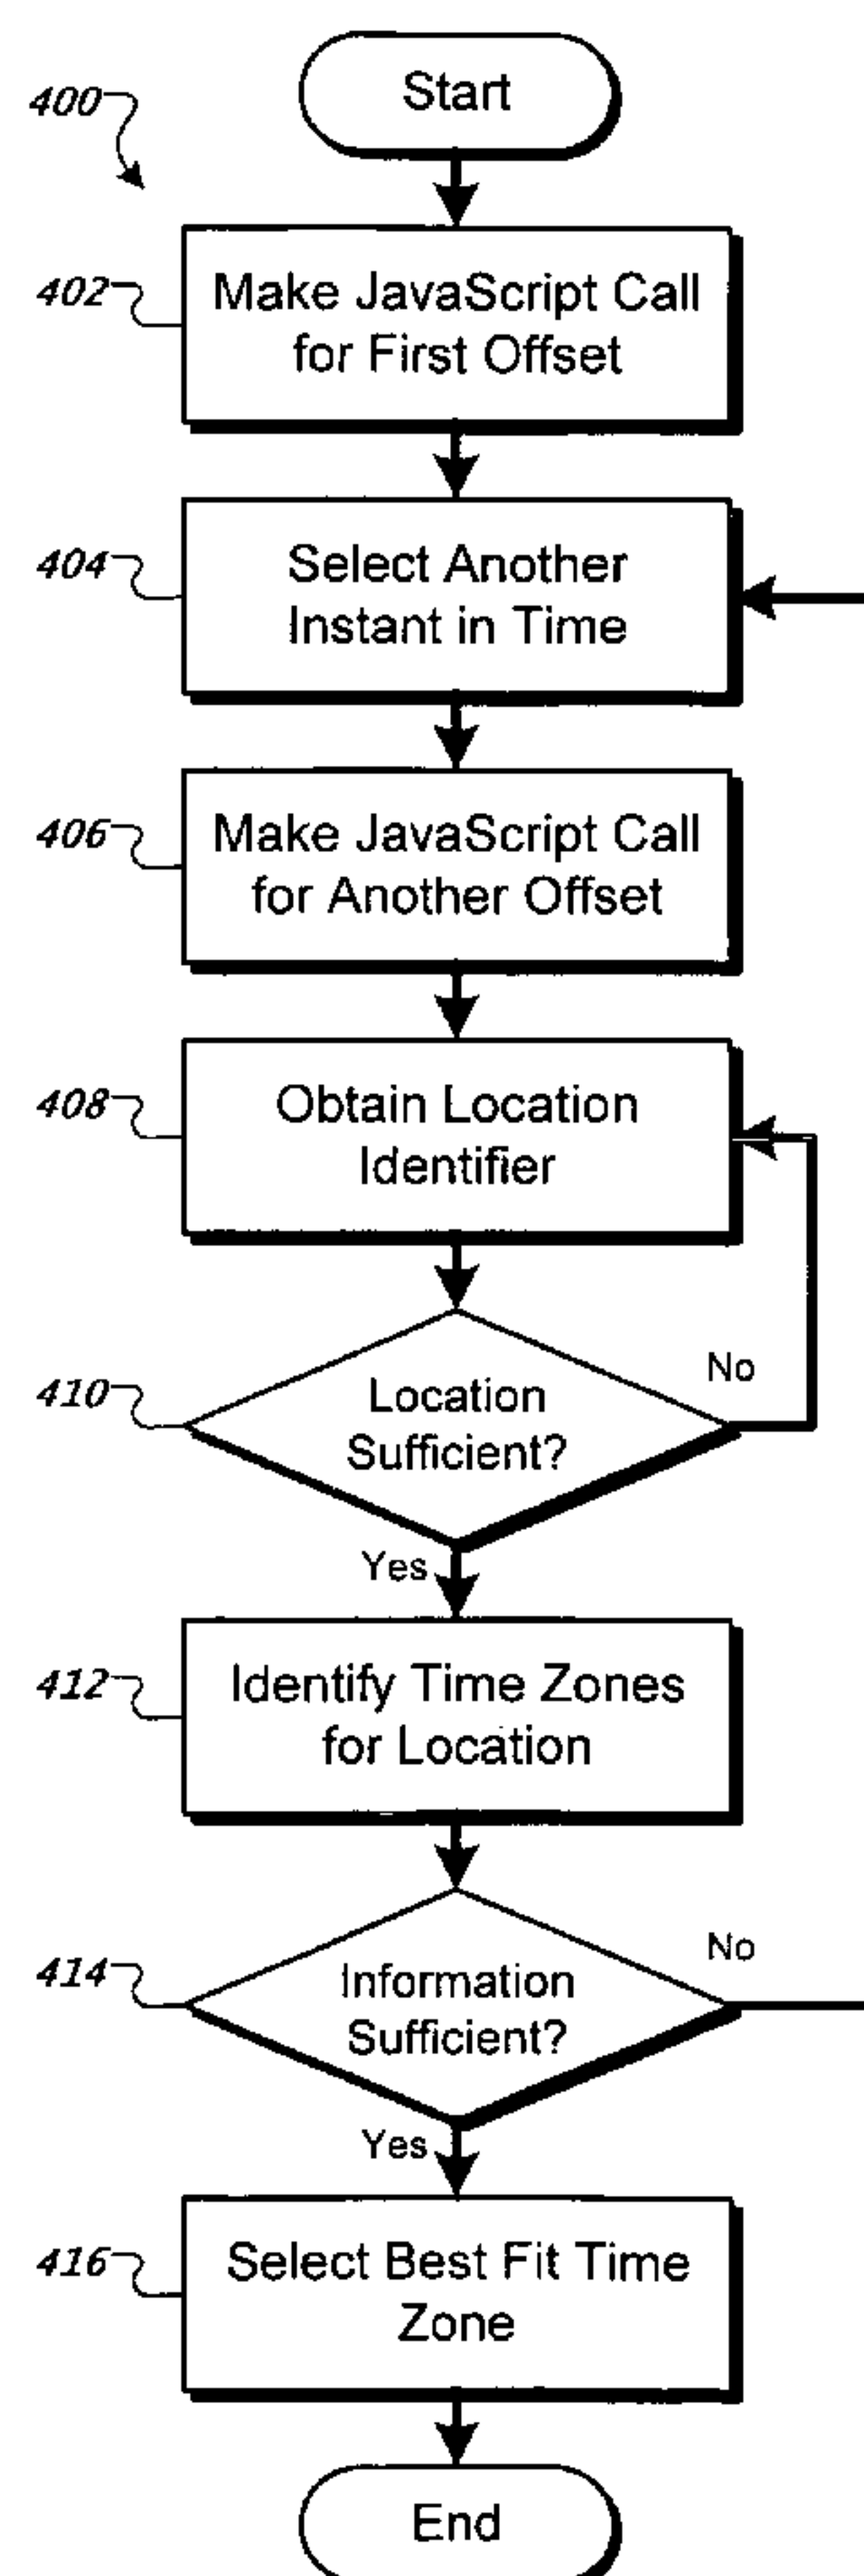 Start
400
402
Make JavaScript Call
for First Offset
404
Select Another
Instant in Time
406
Make JavaScript Call
for Another Offset
408
Obtain Location
Identifier
410
Location
Sufficient?
No
Yes
412
Identify Time Zones
for Location
414
Information
Sufficient?
No
Yes
416
Select Best Fit Time
Zone
End